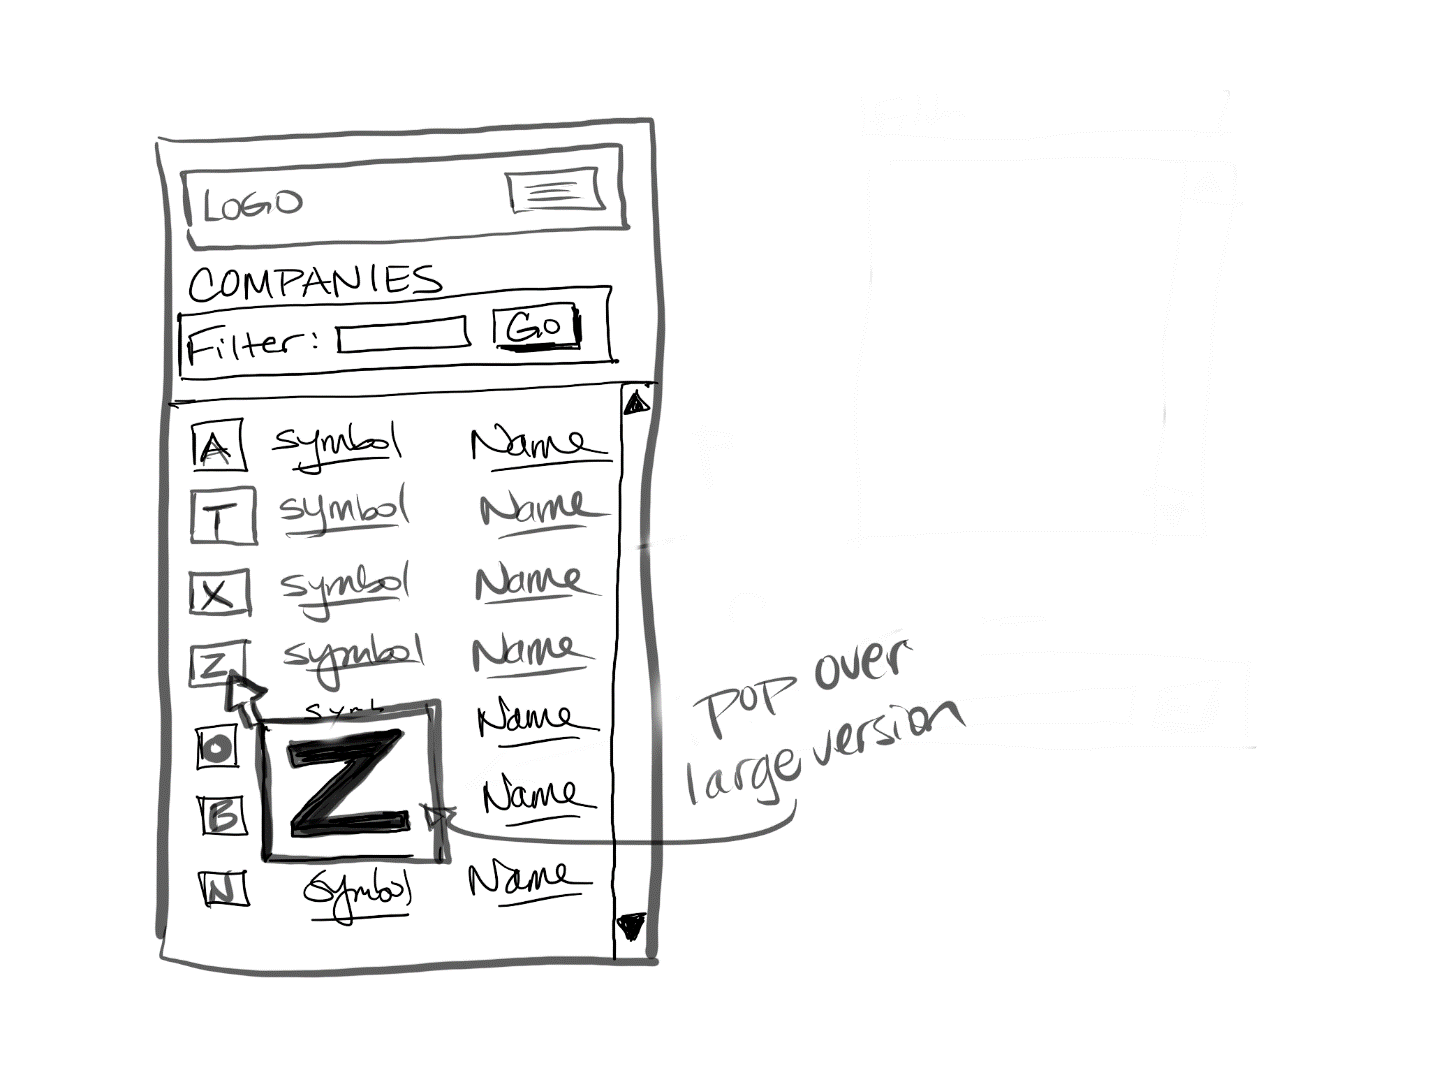 LOGO
COMPANIES
Filter: Go
A symbol Name
T symbol Name
X symbol Name
Z symbol Name
symb Name
O
Z
B Name
N symbol Name
pop over
large version